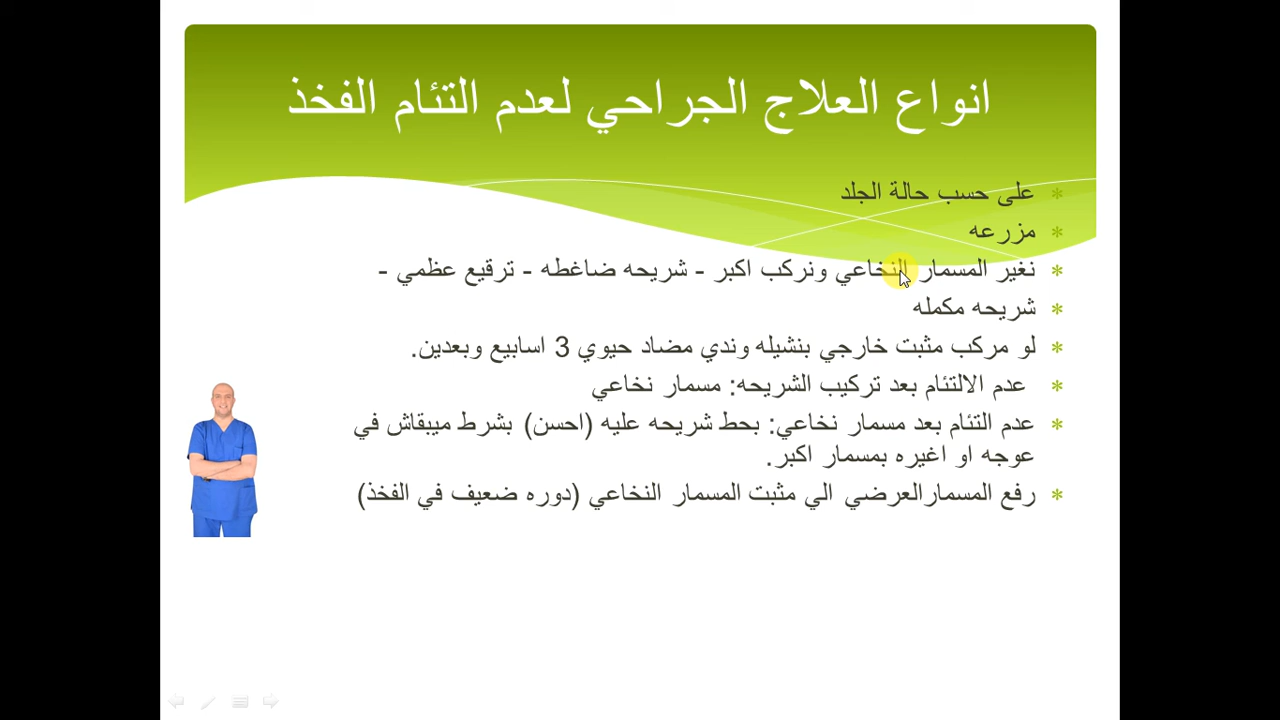 انواع العلاج الجراحي لعدم التئام الفخذ
على حسب حالة الجلد
مزرعه
نغير المسمار النخاعي ونركب اكبر - شريحه ضاغطه - ترقيع عظمي -
شريحه مكمله
لو مركب مثبت خارجي بنشيله وندي مضاد حيوي 3 اسابيع وبعدين.
عدم الالتئام بعد تركيب الشريحه: مسمار نخاعي
عدم التئام بعد مسمار نخاعي: بحط شريحه عليه (احسن) بشرط ميبقاش في
عوجه او اغيره بمسمار اكبر.
رفع المسمارالعرضي الي مثبت المسمار النخاعي (دوره ضعيف في الفخذ)